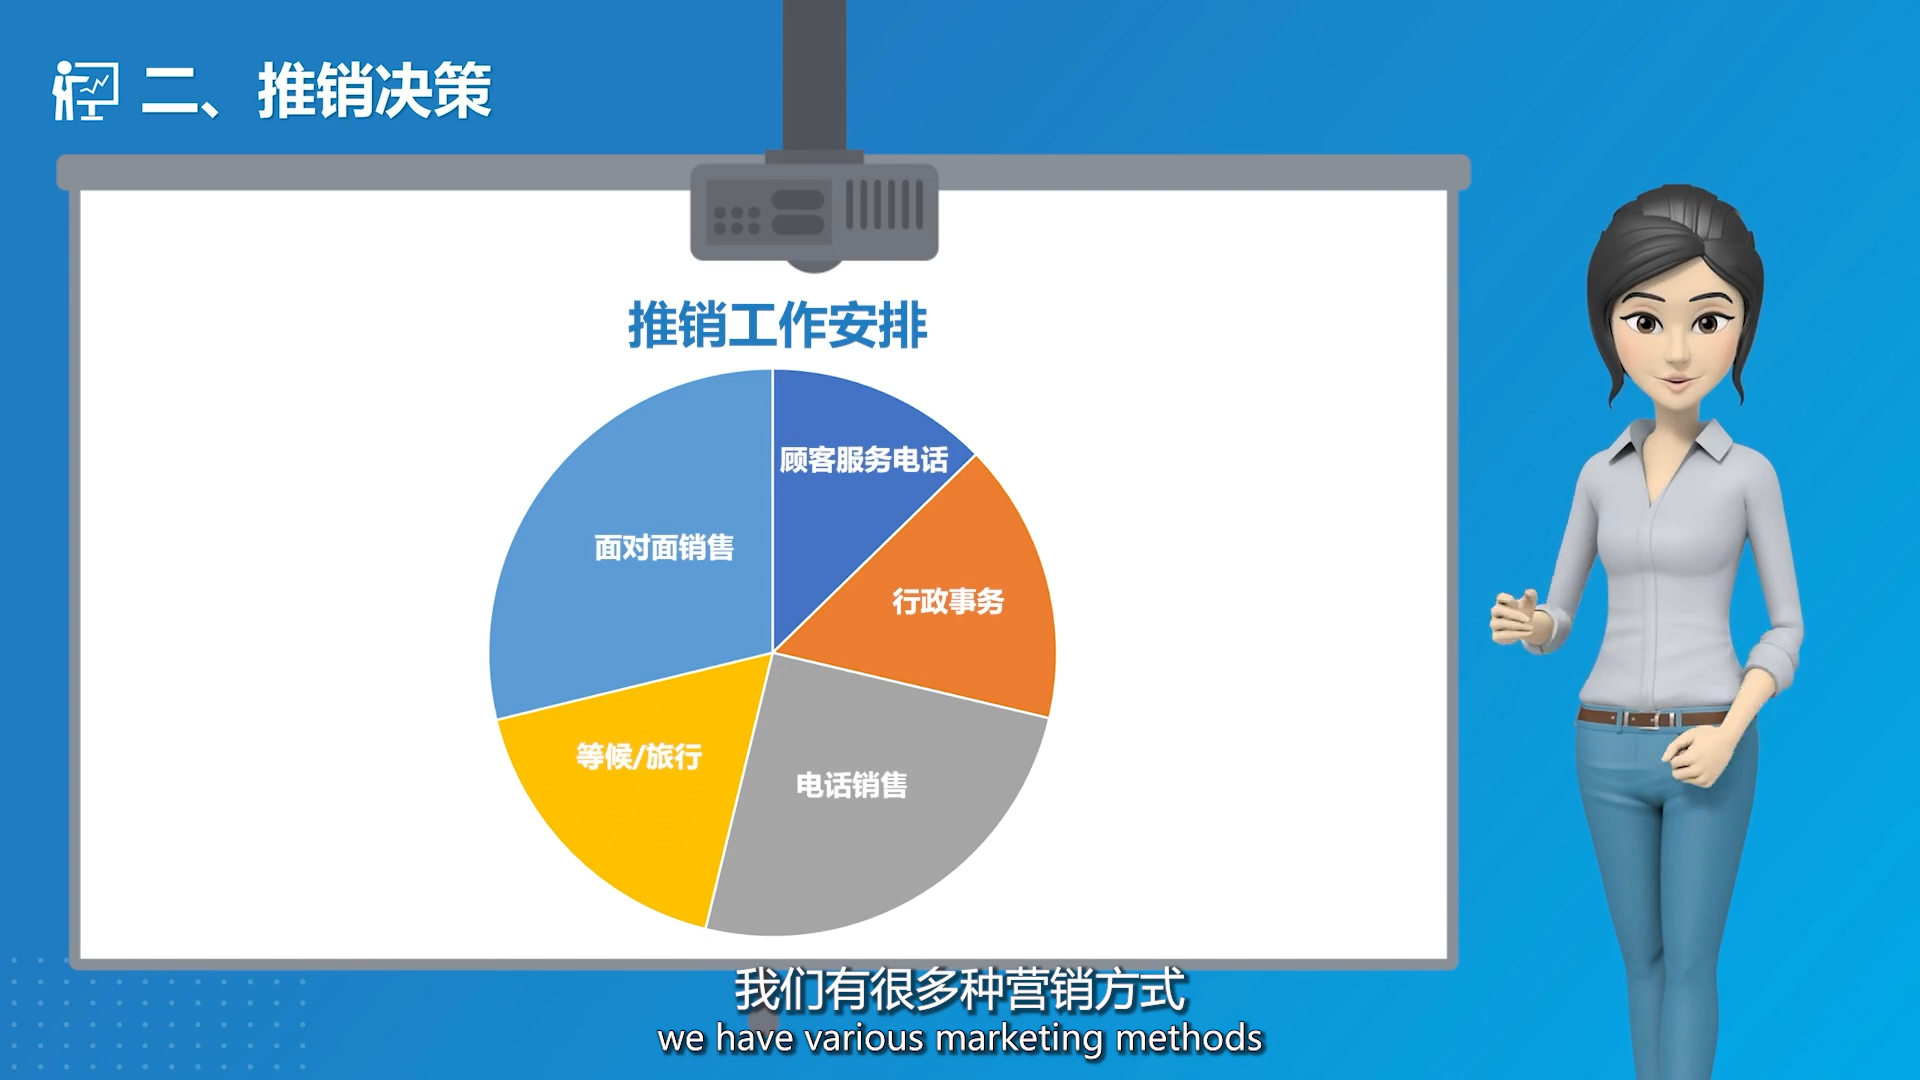 二、推销决策
推销工作安排
顾客服务电话
面对面销售
行政事务
等候/旅行
电话销售
我们有很多种营销方式
we have various marketing methods